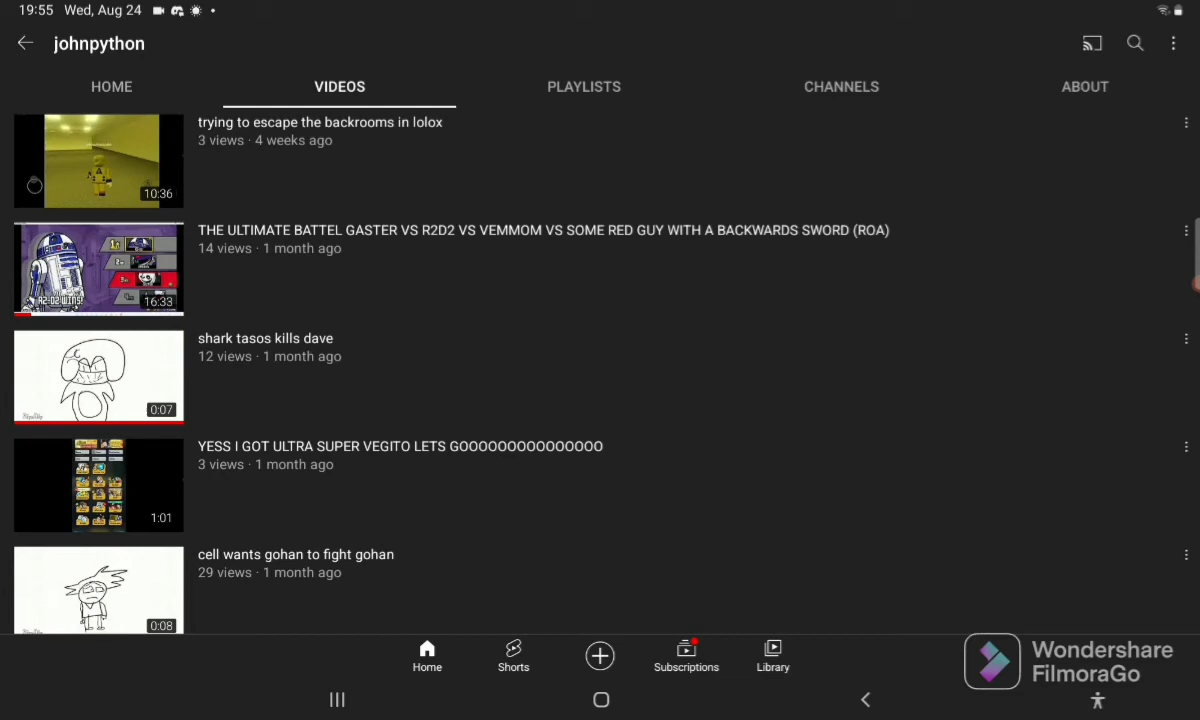 19:55 Wed, Aug 24
johnpython
HOME VIDEOS PLAYLISTS CHANNELS ABOUT
trying to escape the backrooms in lolox
3 views · 4 weeks ago
10:36
THE ULTIMATE BATTEL GASTER VS R2D2 VS VEMMOM VS SOME RED GUY WITH A BACKWARDS SWORD (ROA)
14 views · 1 month ago
R2-D2 WINS!
16:33
shark tasos kills dave
12 views · 1 month ago
0:07
YESS I GOT ULTRA SUPER VEGITO LETS GOOOOOOOOOOOOOOO
3 views · 1 month ago
1:01
cell wants gohan to fight gohan
29 views · 1 month ago
0:08
Home Shorts Subscriptions Library
Wondershare
FilmoraGo